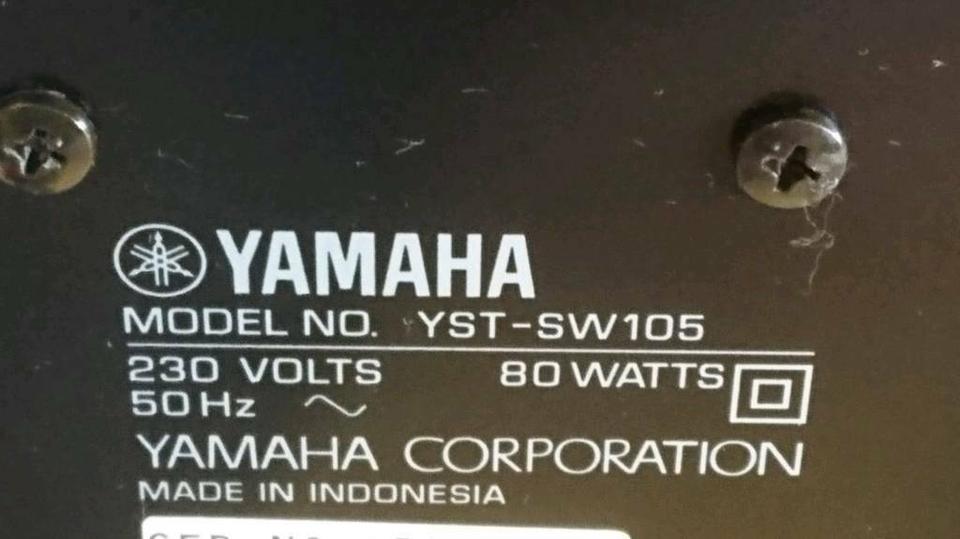 YAMAHA
MODEL NO. YST-SW105
230 VOLTS 80 WATTS
50 Hz
YAMAHA CORPORATION
MADE IN INDONESIA